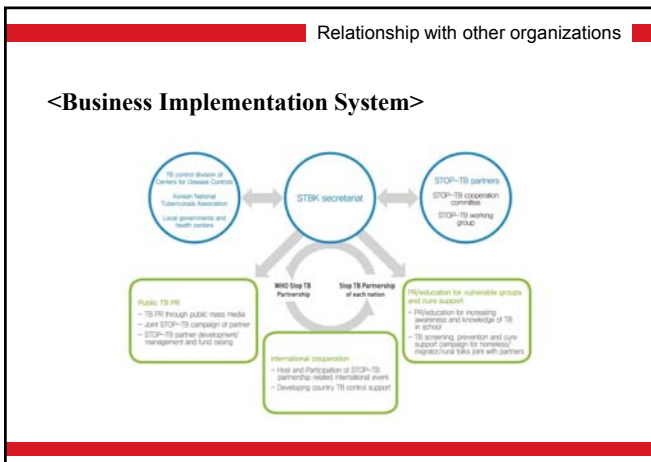 Relationship with other organizations
<Business Implementation System>
TB control division of
Centers for Disease Controls
Korean National
Tuberculosis Association
Local governments and
health centers
STBK secretariat
STOP-TB partners
STOP-TB cooperation
committee
STOP-TB working
group
WHO Stop TB
Partnership
Stop TB Partnership
of each nation
Public TB PR
- TB PR through public mass media
- Joint STOP-TB campaign of partner
- STOP-TB partner development/
management and fund raising
International cooperation
- Host and Participation of STOP-TB
partnership related international event
- Developing country TB control support
PR/education for vulnerable groups
and cure support
- PR/education for increasing
awareness and knowledge of TB
in school
- TB screening, prevention and cure
support campaign for homeless/
migrator/rural talks joint with partners